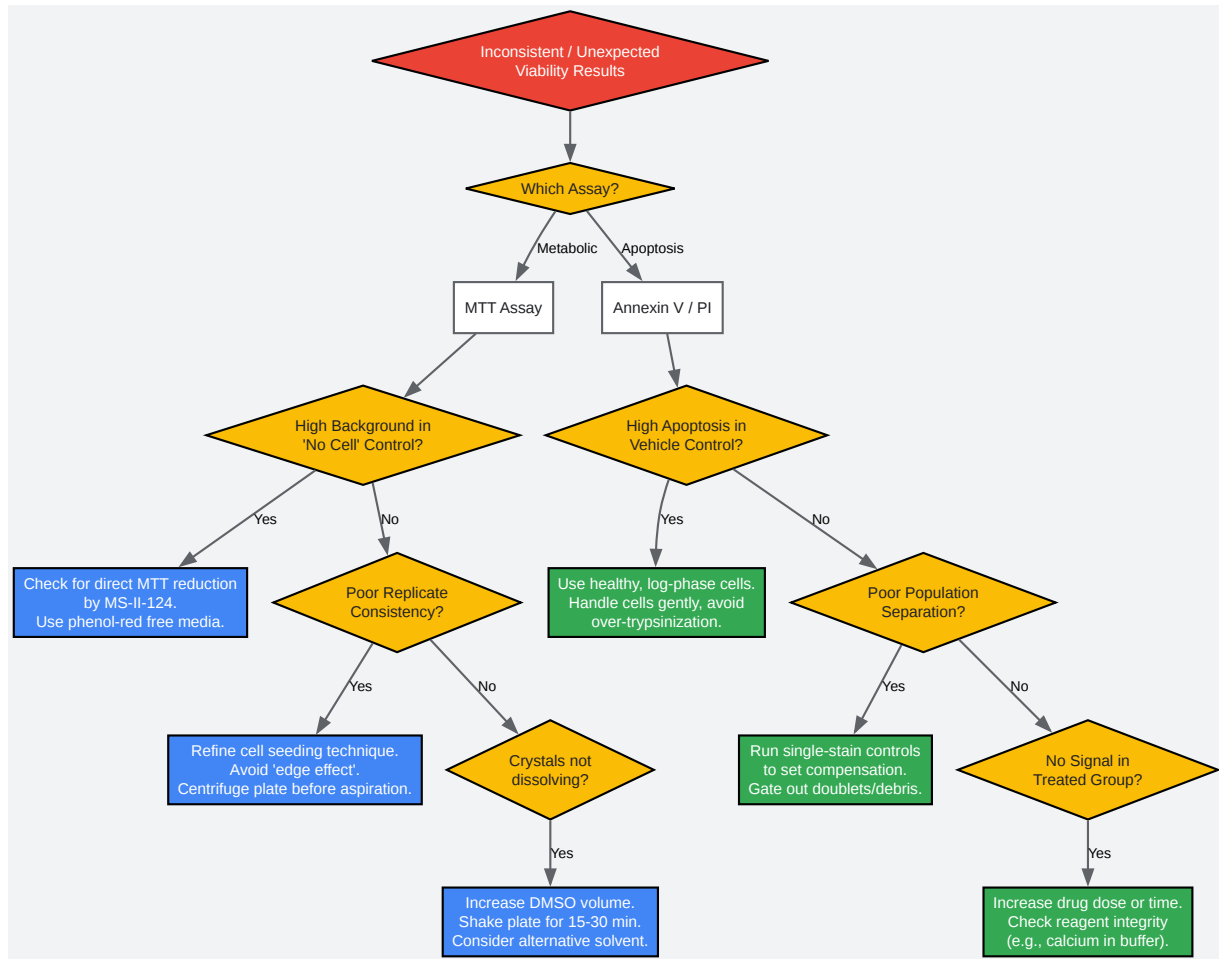 Inconsistent / Unexpected
Viability Results
Which Assay?
Metabolic
Apoptosis
MTT Assay
Annexin V / PI
High Background in
'No Cell' Control?
High Apoptosis in
Vehicle Control?
Yes
No
Yes
No
Check for direct MTT reduction
by MS-II-124.
Use phenol-red free media.
Poor Replicate
Consistency?
Use healthy, log-phase cells.
Handle cells gently, avoid
over-trypsinization.
Poor Population
Separation?
Yes
No
Yes
No
Refine cell seeding technique.
Avoid 'edge effect'.
Centrifuge plate before aspiration.
Crystals not
dissolving?
Run single-stain controls
to set compensation.
Gate out doublets/debris.
No Signal in
Treated Group?
Yes
Yes
Increase DMSO volume.
Shake plate for 15-30 min.
Consider alternative solvent.
Increase drug dose or time.
Check reagent integrity
(e.g., calcium in buffer).